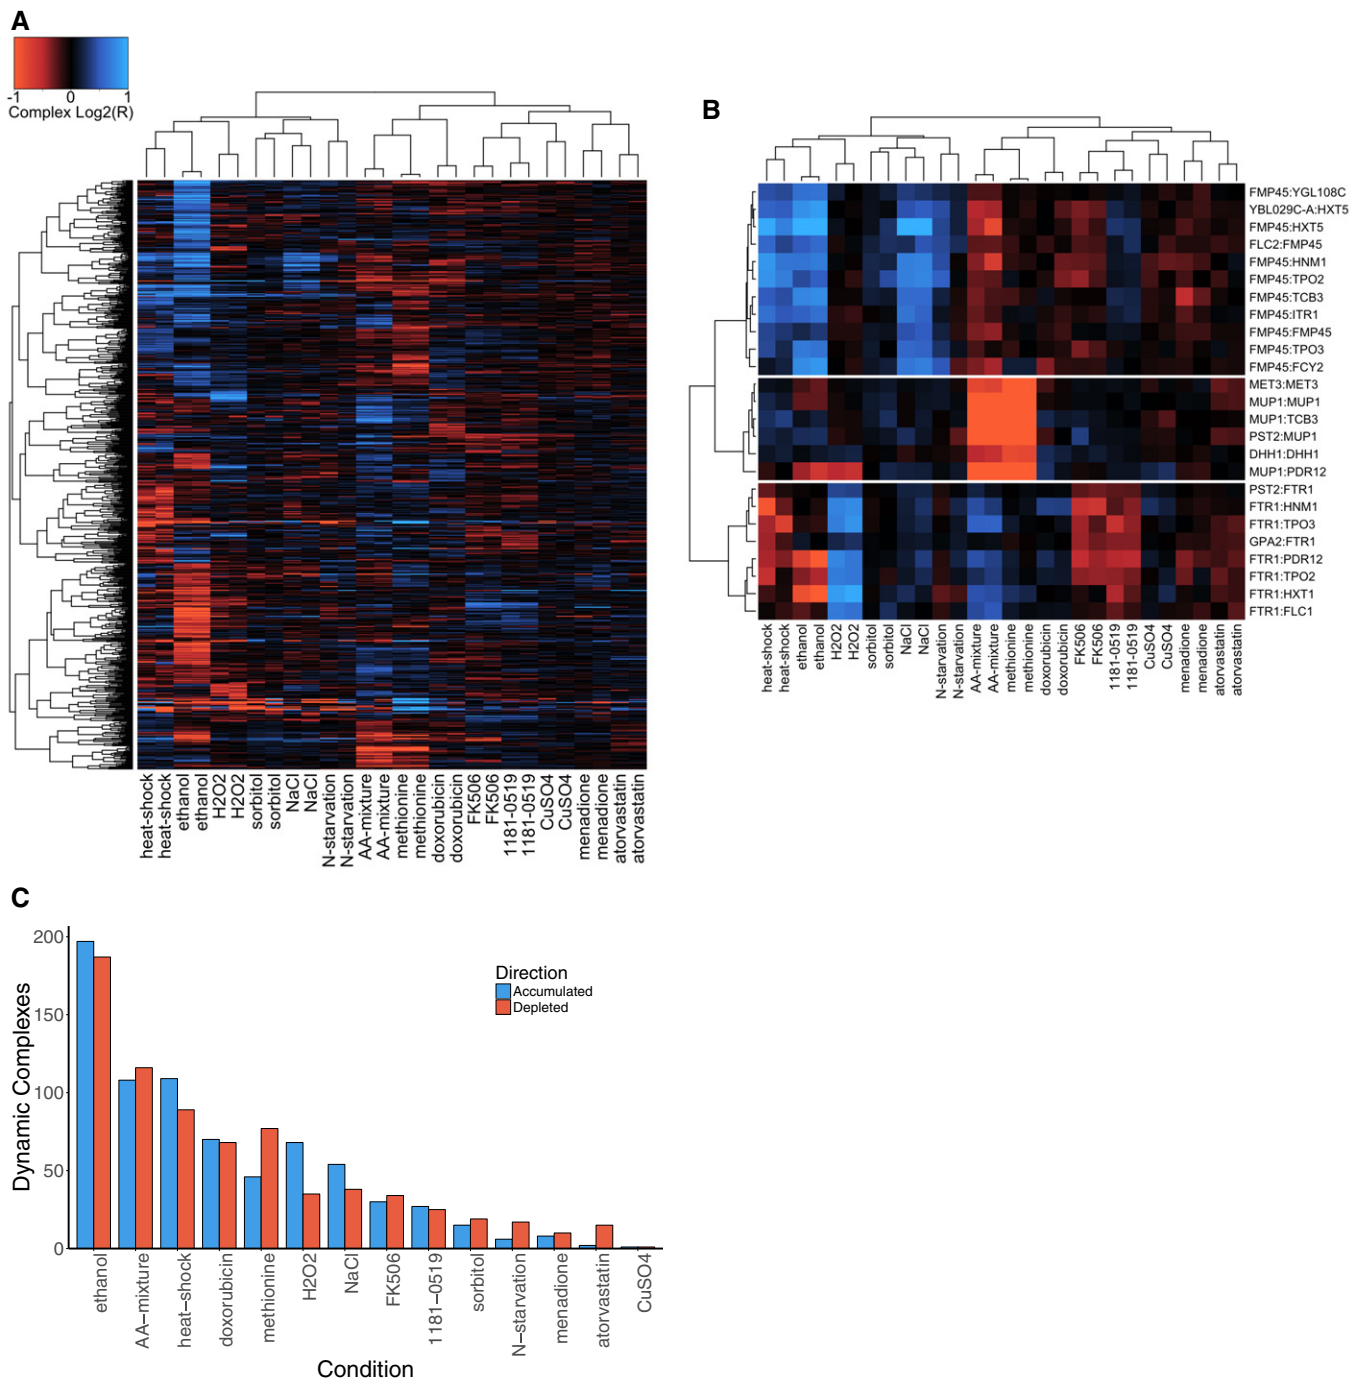 A
-1 0 1
Complex Log2(R)
heat-shock
heat-shock
ethanol
ethanol
H2O2
H2O2
sorbitol
sorbitol
NaCl
NaCl
N-starvation
N-starvation
AA-mixture
AA-mixture
methionine
methionine
doxorubicin
doxorubicin
FK506
FK506
1181-0519
1181-0519
CuSO4
CuSO4
menadione
menadione
atorvastatin
atorvastatin
B
FMP45:YGL108C
YBL029C-A:HXT5
FMP45:HXT5
FLC2:FMP45
FMP45:HNM1
FMP45:TPO2
FMP45:TCB3
FMP45:ITR1
FMP45:FMP45
FMP45:TPO3
FMP45:FCY2
MET3:MET3
MUP1:MUP1
MUP1:TCB3
PST2:MUP1
DHH1:DHH1
MUP1:PDR12
PST2:FTR1
FTR1:HNM1
FTR1:TPO3
GPA2:FTR1
FTR1:PDR12
FTR1:TPO2
FTR1:HXT1
FTR1:FLC1
heat-shock
heat-shock
ethanol
ethanol
H2O2
H2O2
sorbitol
sorbitol
NaCl
NaCl
N-starvation
N-starvation
AA-mixture
AA-mixture
methionine
methionine
doxorubicin
doxorubicin
FK506
FK506
1181-0519
1181-0519
CuSO4
CuSO4
menadione
menadione
atorvastatin
atorvastatin
C
Dynamic Complexes
200
150
100
50
0
Direction
Accumulated
Depleted
ethanol
AA−mixture
heat−shock
doxorubicin
methionine
H2O2
NaCl
FK506
1181−0519
sorbitol
N−starvation
menadione
atorvastatin
CuSO4
Condition